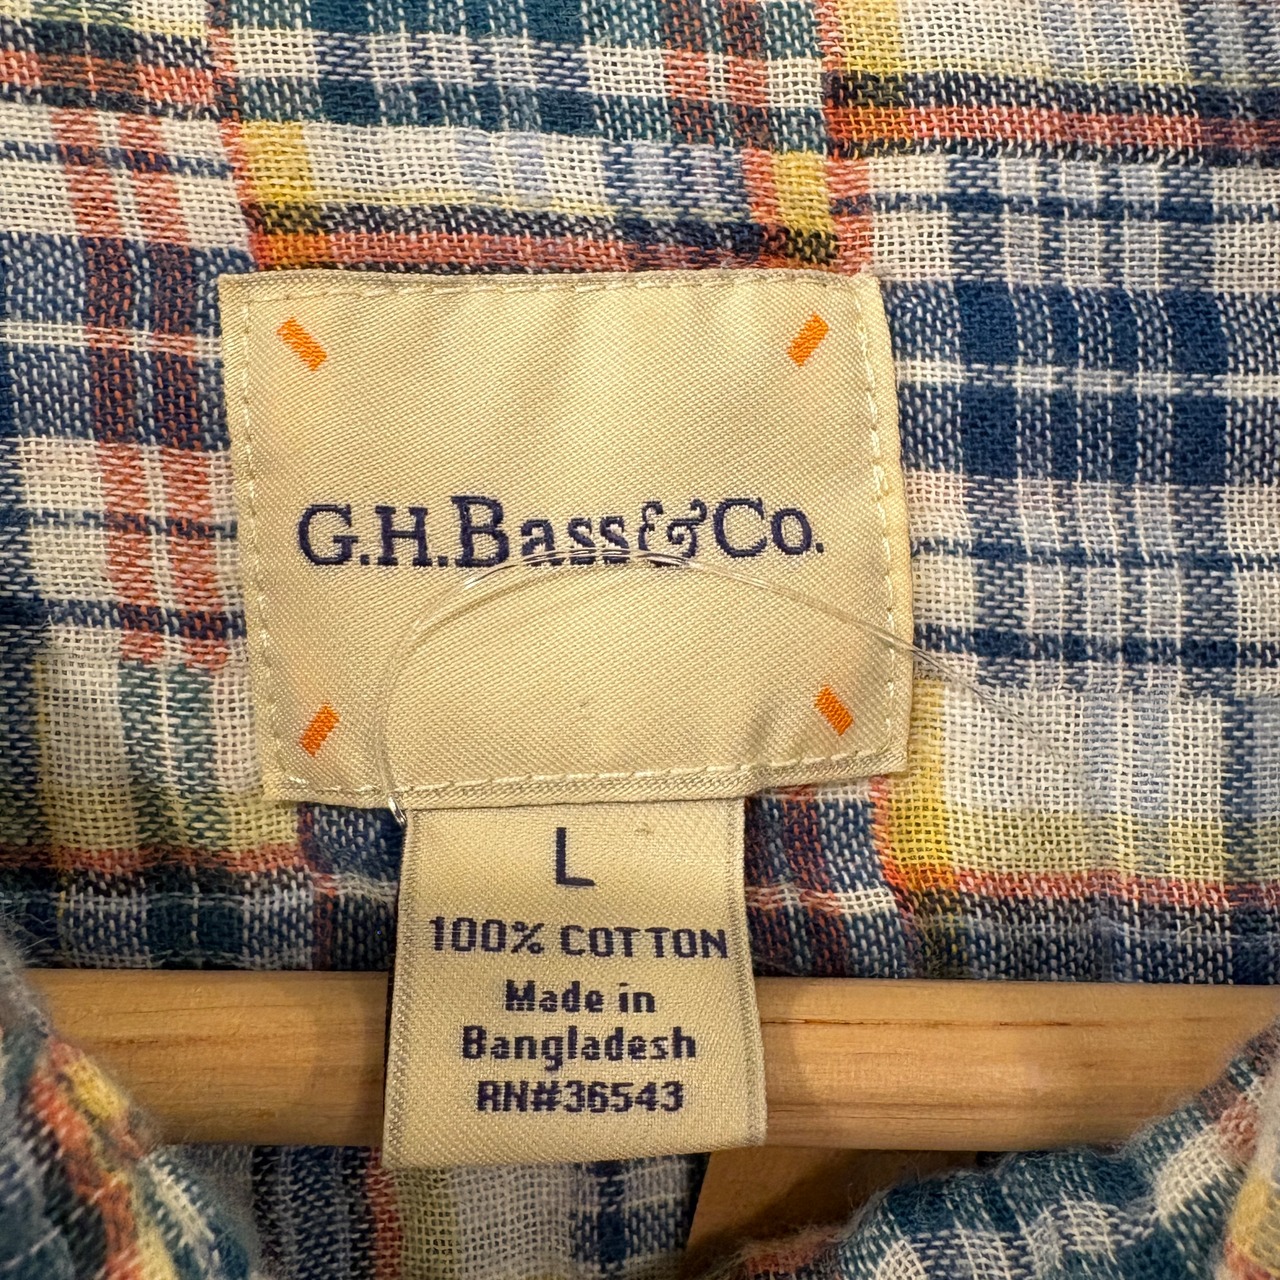 G.H.Bass&Co.
L
100% COTTON
Made in
Bangladesh
RN#36543